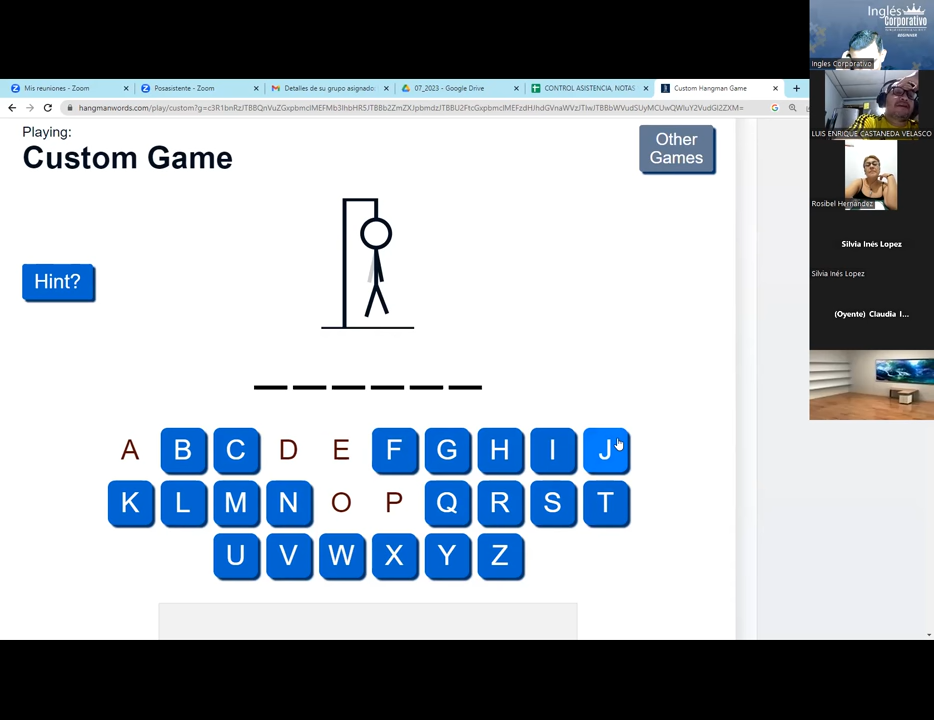 Mis reuniones - Zoom
Posasistente - Zoom
Detalles de su grupo asignado:
07_2023 - Google Drive
CONTROL ASISTENCIA, NOTAS
Custom Hangman Game
Playing:
Custom Game
Other
Games
Hint?
A B C D E F G H I J
K L M N O P Q R S T
U V W X Y Z
Inglés
Corporativo
BEGINNER
Ingles Corporativo
LUIS ENRIQUE CASTANEDA VELASCO
Rosibel Hernandez
Silvia Inés Lopez
Silvia Inés Lopez
(Oyente) Claudia I...